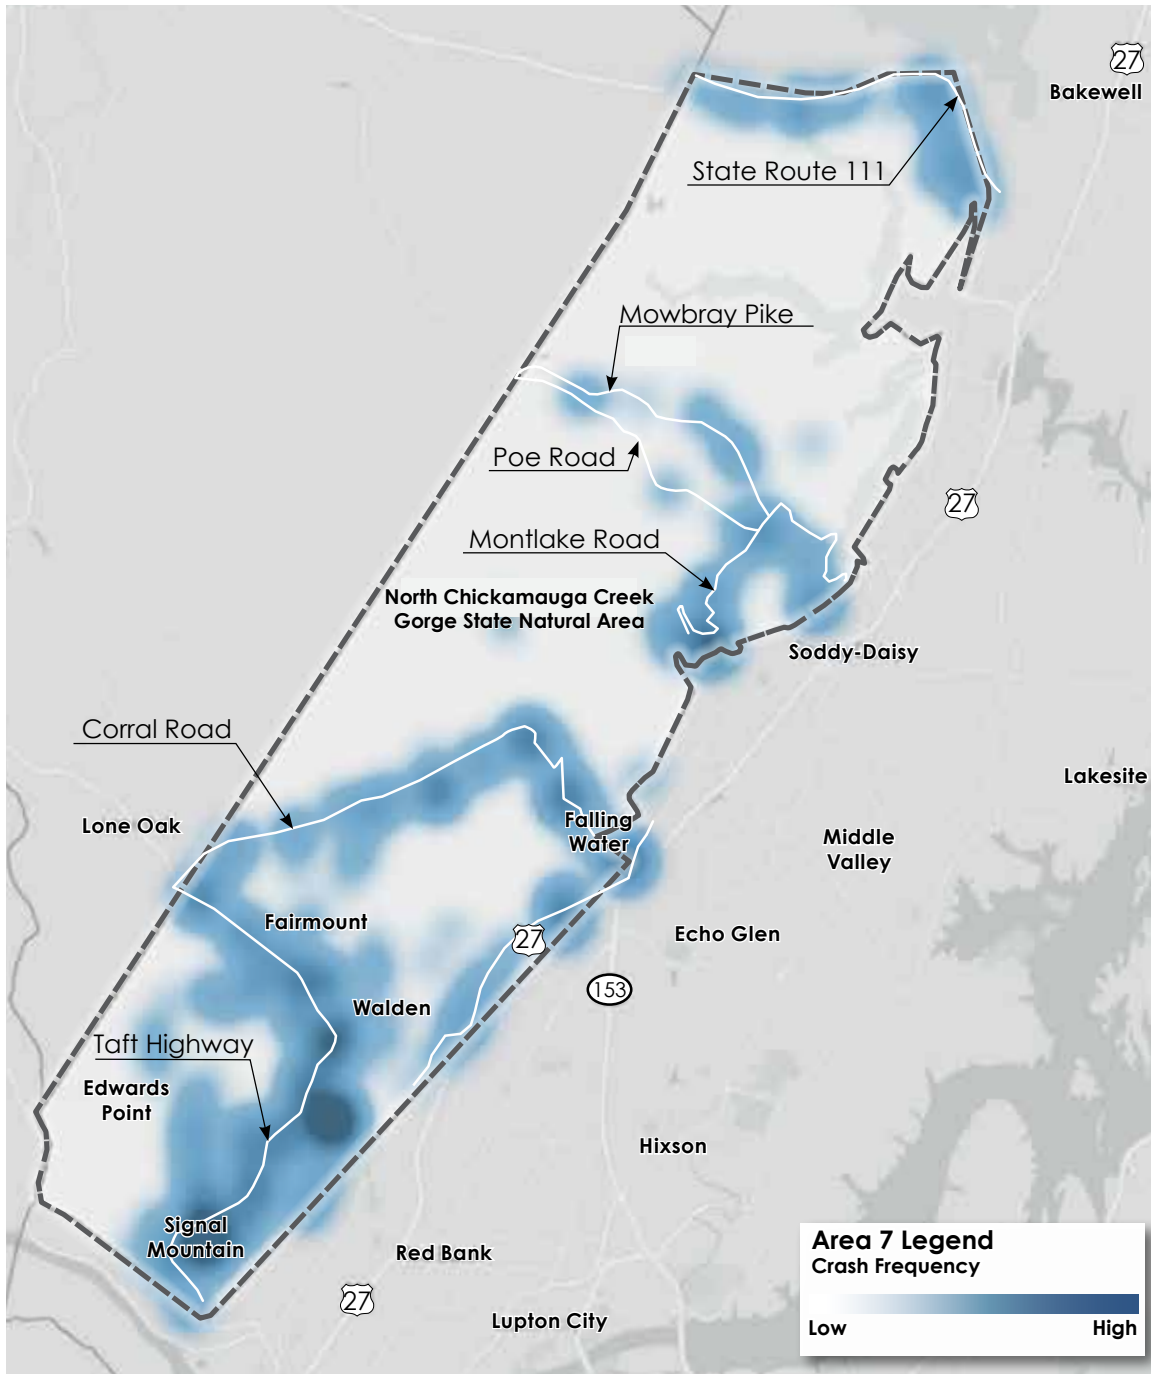 27
Bakewell
State Route 111
Mowbray Pike
Poe Road
27
Montlake Road
North Chickamauga Creek
Gorge State Natural Area
Soddy-Daisy
Corral Road
Lakesite
Lone Oak
Falling
Water
Middle
Valley
Fairmount
27
Echo Glen
153
Walden
Taft Highway
Edwards
Point
Hixson
Signal
Mountain
Red Bank
27
Lupton City
Area 7 Legend
Crash Frequency
Low
High